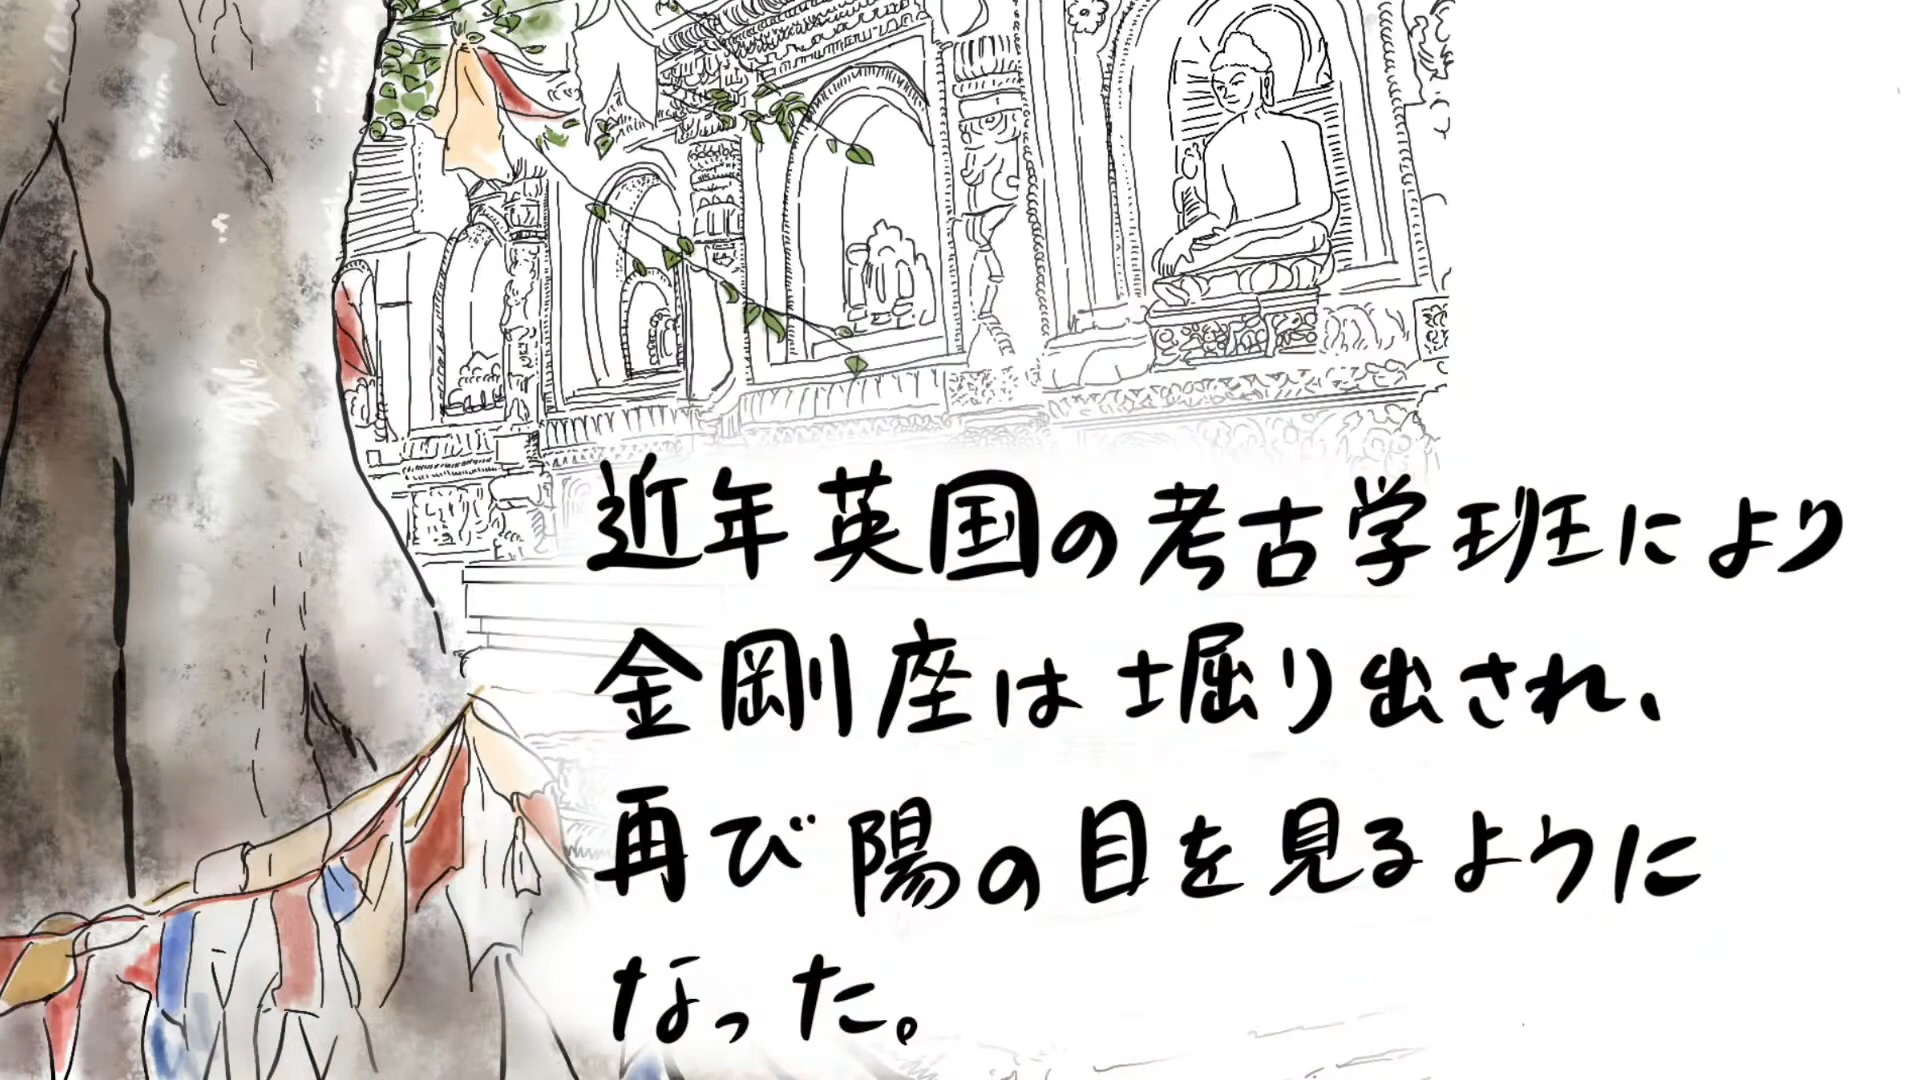 近年英国の考古学班により
金剛座は堀り出され、
再び陽の目を見るように
なった。